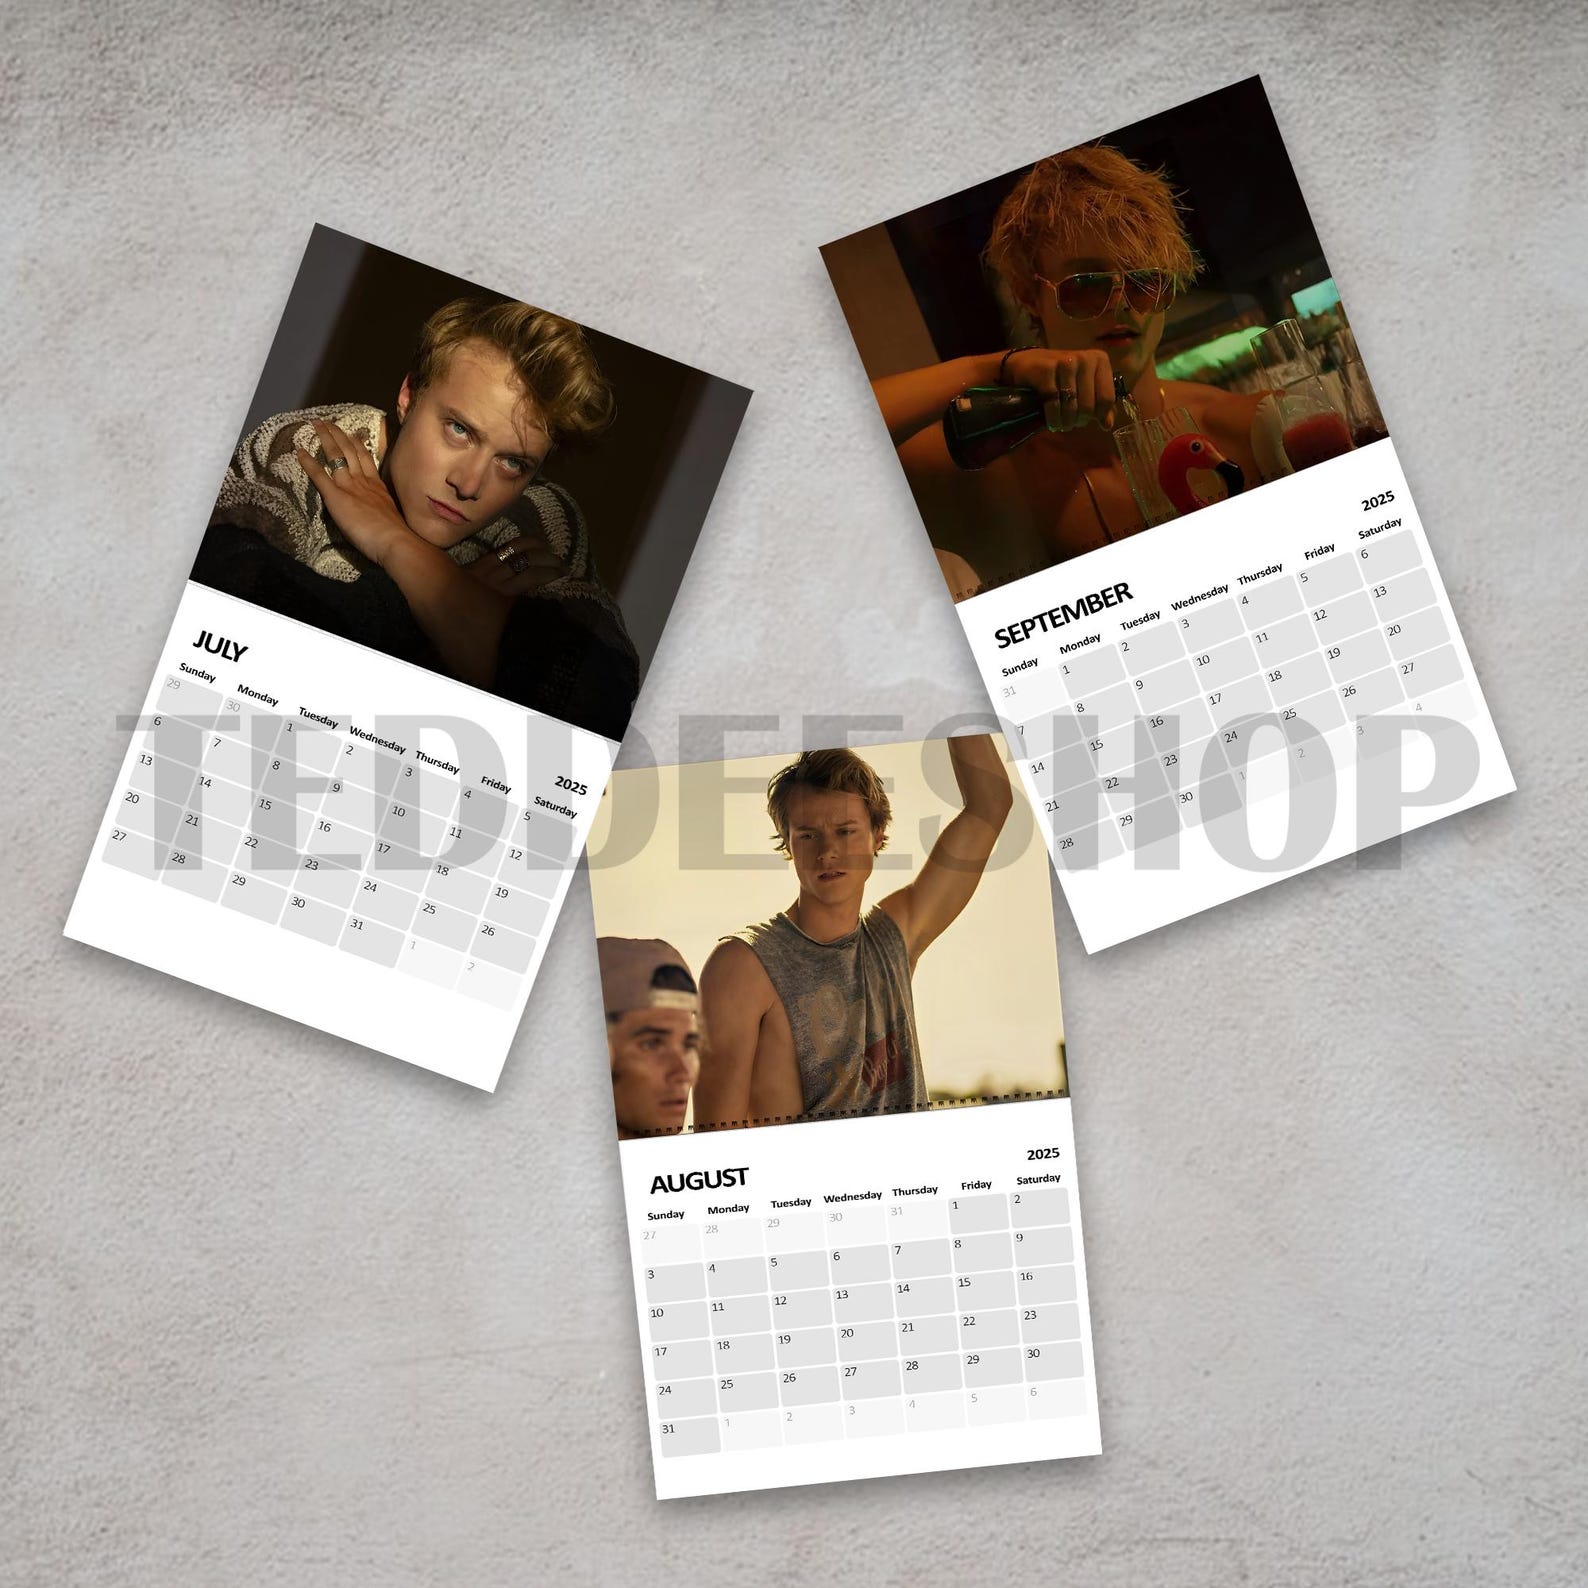 JULY
2025
Sunday Monday Tuesday Wednesday Thursday Friday Saturday
29 30 1 2 3 4 5
6 7 8 9 10 11 12
13 14 15 16 17 18 19
20 21 22 23 24 25 26
27 28 29 30 31 1 2
SEPTEMBER
2025
Sunday Monday Tuesday Wednesday Thursday Friday Saturday
31 1 2 3 4 5 6
7 8 9 10 11 12 13
14 15 16 17 18 19 20
21 22 23 24 25 26 27
28 29 30 1 2 3 4
TEDDEESHOP
AUGUST
2025
Sunday Monday Tuesday Wednesday Thursday Friday Saturday
27 28 29 30 31 1 2
3 4 5 6 7 8 9
10 11 12 13 14 15 16
17 18 19 20 21 22 23
24 25 26 27 28 29 30
31 1 2 3 4 5 6